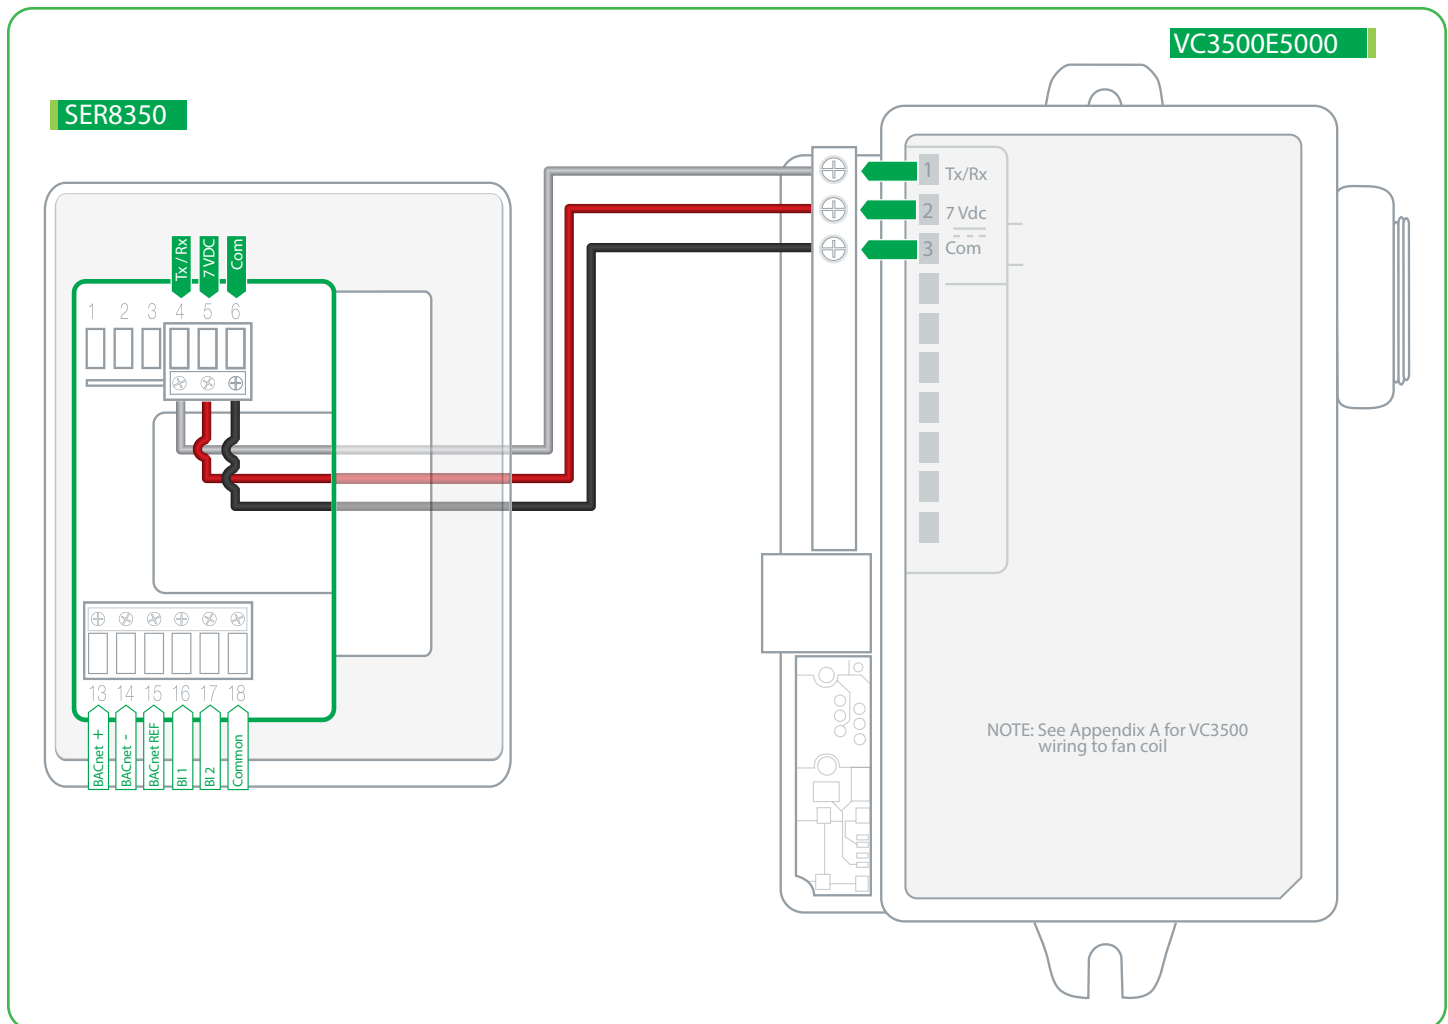 VC3500E5000
SER8350
Tx / Rx
7 VDC
Com
1 2 3 4 5 6
1 Tx/Rx
2 7 Vdc
3 Com
13 14 15 16 17 18
BACnet +
BACnet -
BACnet REF
BI 1
BI 2
Common
NOTE: See Appendix A for VC3500
wiring to fan coil